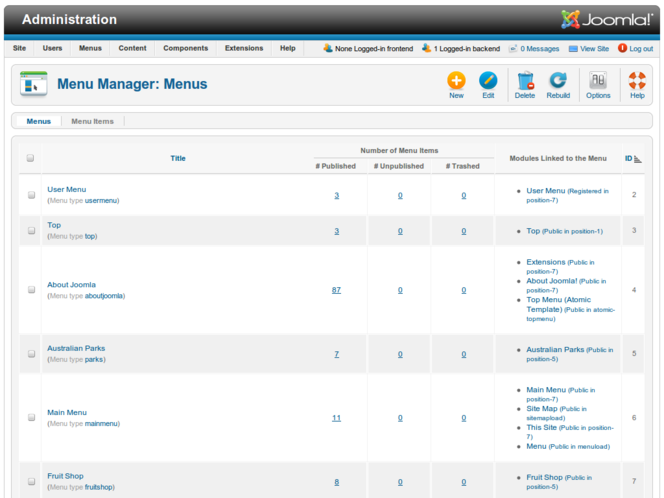 Administration
Joomla!
Site Users Menus Content Components Extensions Help None Logged-in frontend 1 Logged-in backend 0 Messages View Site Log out
Menu Manager: Menus
New Edit Delete Rebuild Options Help
Menus Menu Items
Title
Number of Menu Items
# Published # Unpublished # Trashed
Modules Linked to the Menu
ID
User Menu
(Menu type usermenu)
3 0 0
User Menu (Registered in
position-7)
2
Top
(Menu type top)
3 0 0
Top (Public in position-1)
3
About Joomla
(Menu type aboutjoomla)
87 0 0
Extensions (Public in
position-7)
About Joomla! (Public in
position-7)
Top Menu (Atomic
Template) (Public in atomic-
topmenu)
4
Australian Parks
(Menu type parks)
7 0 0
Australian Parks (Public in
position-5)
5
Main Menu
(Menu type mainmenu)
11 0 0
Main Menu (Public in
position-7)
Site Map (Public in
sitemapload)
This Site (Public in position-
7)
Menu (Public in menuload)
6
Fruit Shop
(Menu type fruitshop)
8 0 0
Fruit Shop (Public in
position-5)
7